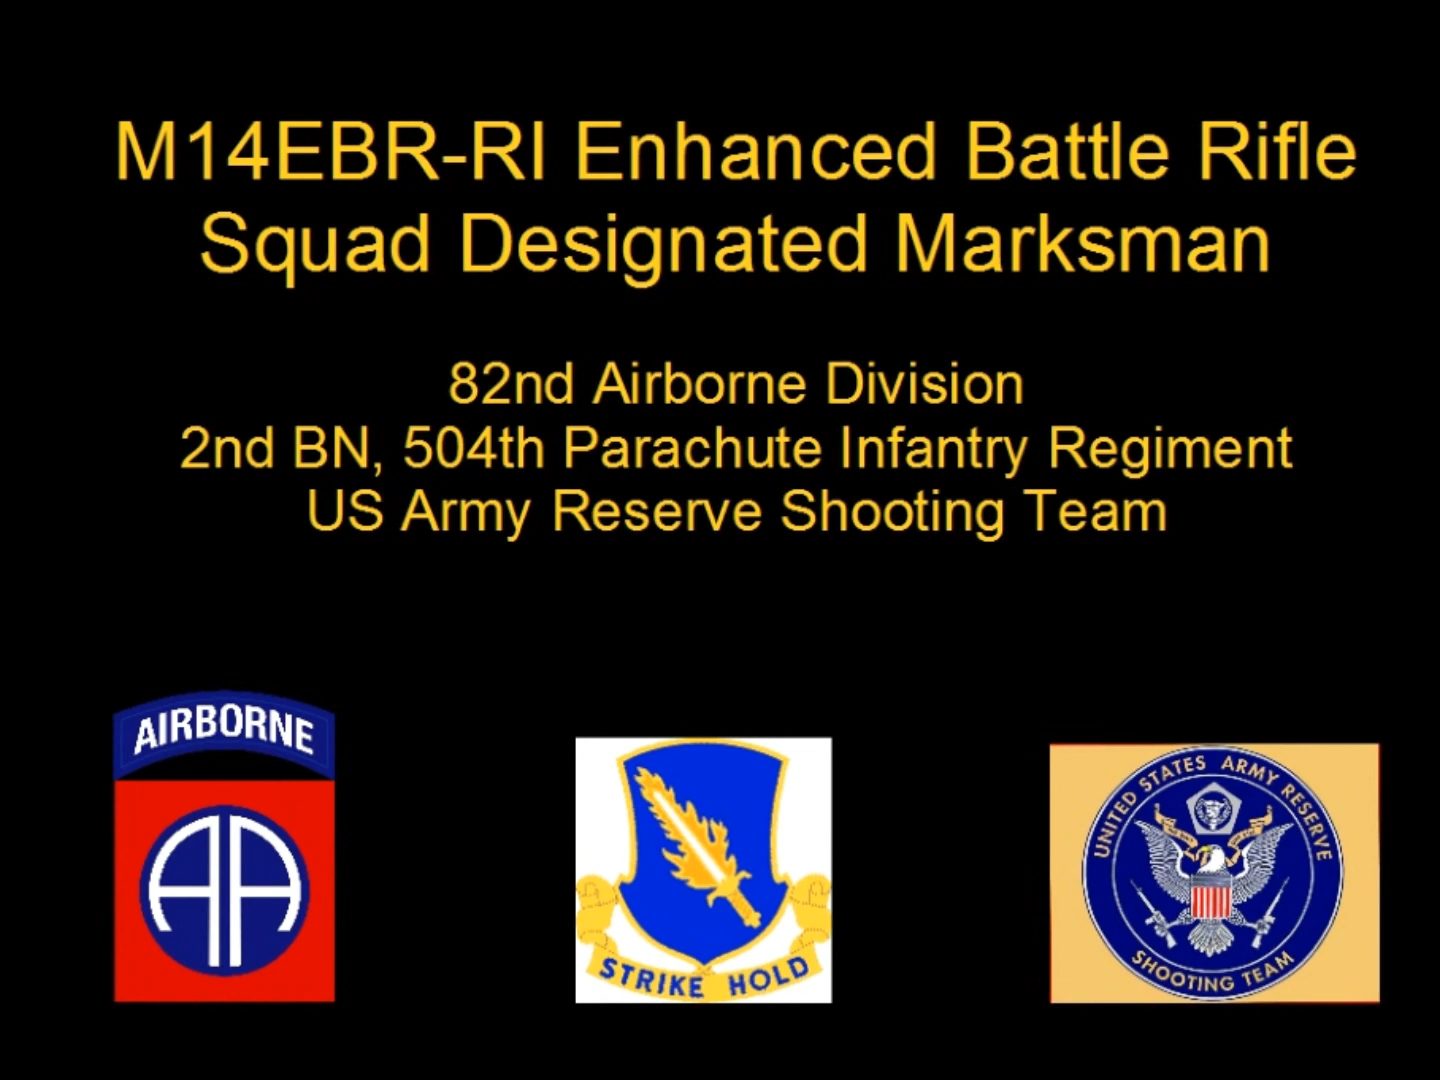 M14EBR-RI Enhanced Battle Rifle
Squad Designated Marksman
82nd Airborne Division
2nd BN, 504th Parachute Infantry Regiment
US Army Reserve Shooting Team
AIRBORNE
AA
STRIKE HOLD
UNITED STATES ARMY RESERVE
SHOOTING TEAM